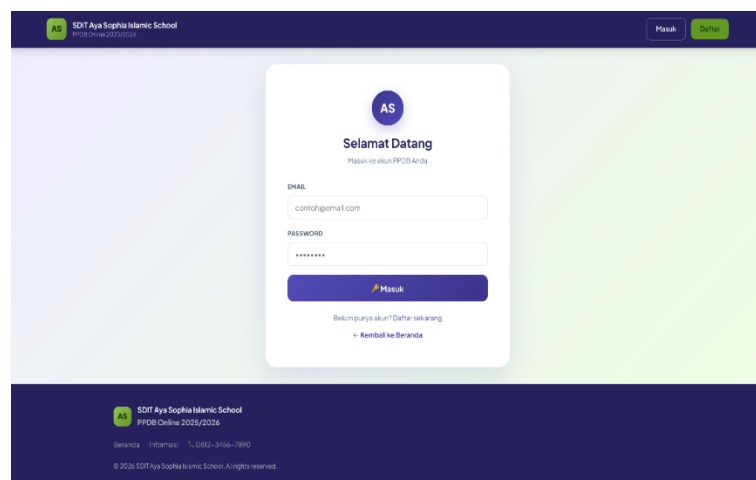 AS SDIT Aya Sophia Islamic School
PPDB Online 2025/2026
Masuk Daftar
AS
Selamat Datang
Masuk ke akun PPDB Anda
EMAIL
contoh@email.com
PASSWORD
••••••••
🔑 Masuk
Belum punya akun? Daftar sekarang
← Kembali ke Beranda
AS SDIT Aya Sophia Islamic School
PPDB Online 2025/2026
Beranda Informasi 📞 0812-3456-7890
© 2026 SDIT Aya Sophia Islamic School. All rights reserved.